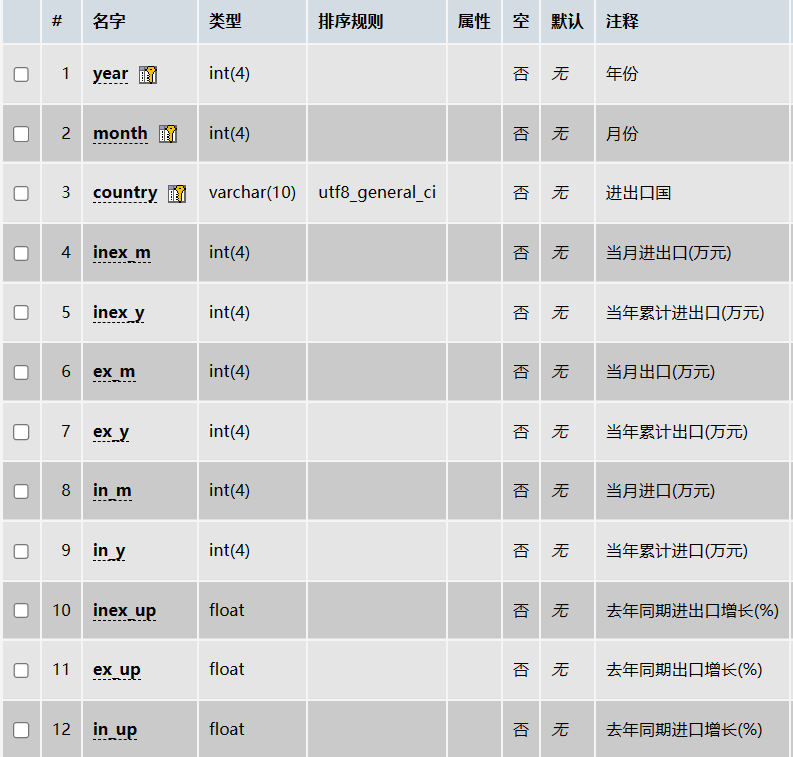 # 名字 类型 排序规则 属性 空 默认 注释
1 year int(4) 否 无 年份
2 month int(4) 否 无 月份
3 country varchar(10) utf8_general_ci 否 无 进出口国
4 inex_m int(4) 否 无 当月进出口(万元)
5 inex_y int(4) 否 无 当年累计进出口(万元)
6 ex_m int(4) 否 无 当月出口(万元)
7 ex_y int(4) 否 无 当年累计出口(万元)
8 in_m int(4) 否 无 当月进口(万元)
9 in_y int(4) 否 无 当年累计进口(万元)
10 inex_up float 否 无 去年同期进出口增长(%)
11 ex_up float 否 无 去年同期出口增长(%)
12 in_up float 否 无 去年同期进口增长(%)